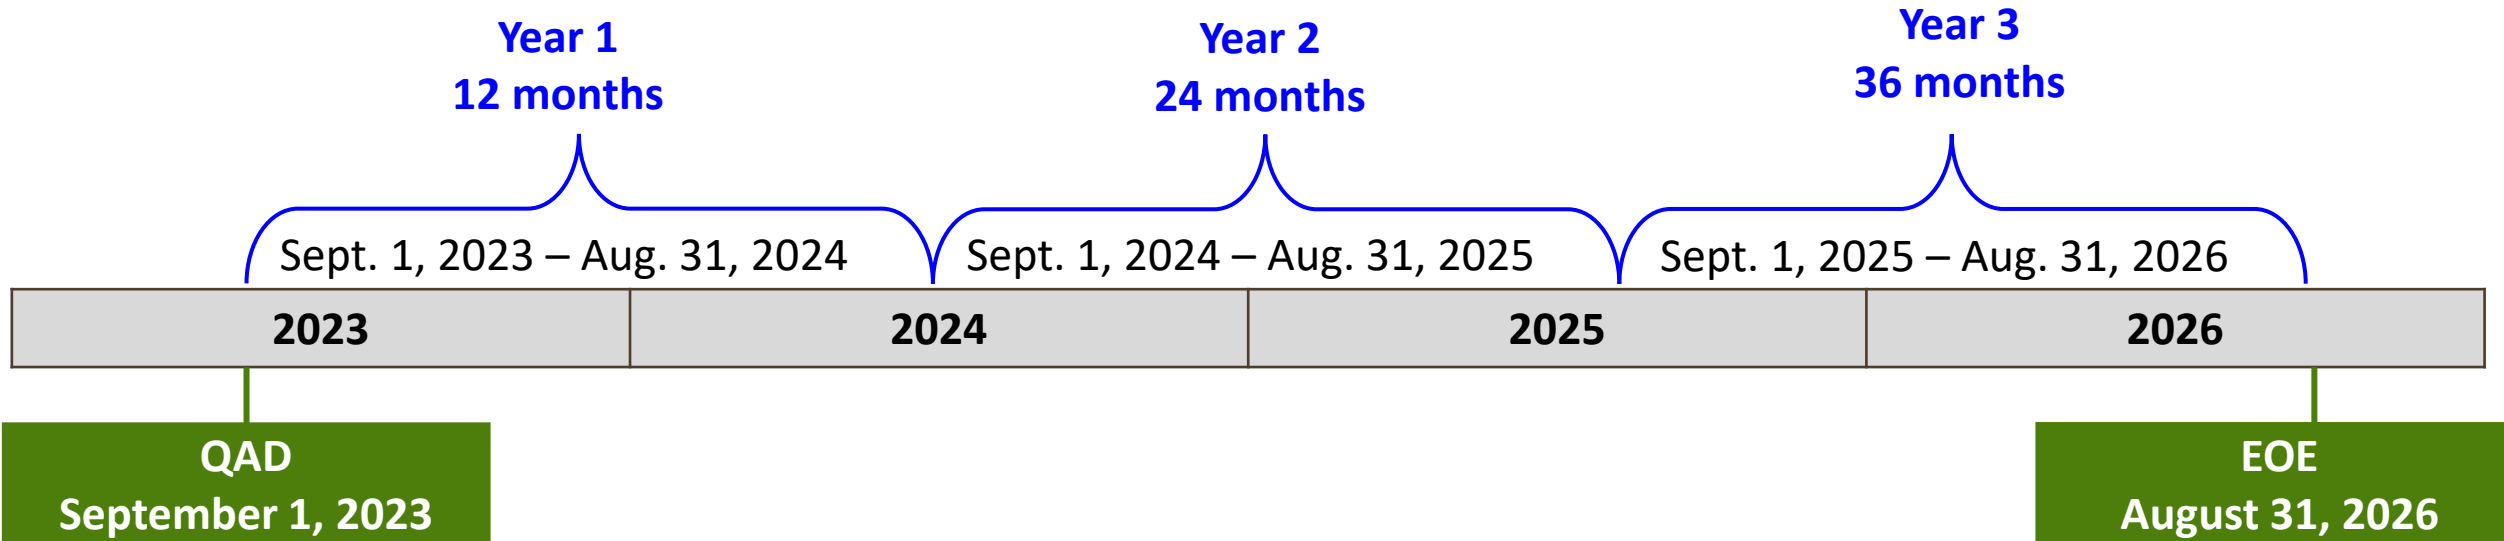 Year 1
12 months
Year 2
24 months
Year 3
36 months
Sept. 1, 2023 – Aug. 31, 2024
Sept. 1, 2024 – Aug. 31, 2025
Sept. 1, 2025 – Aug. 31, 2026
2023
2024
2025
2026
QAD
September 1, 2023
EOE
August 31, 2026